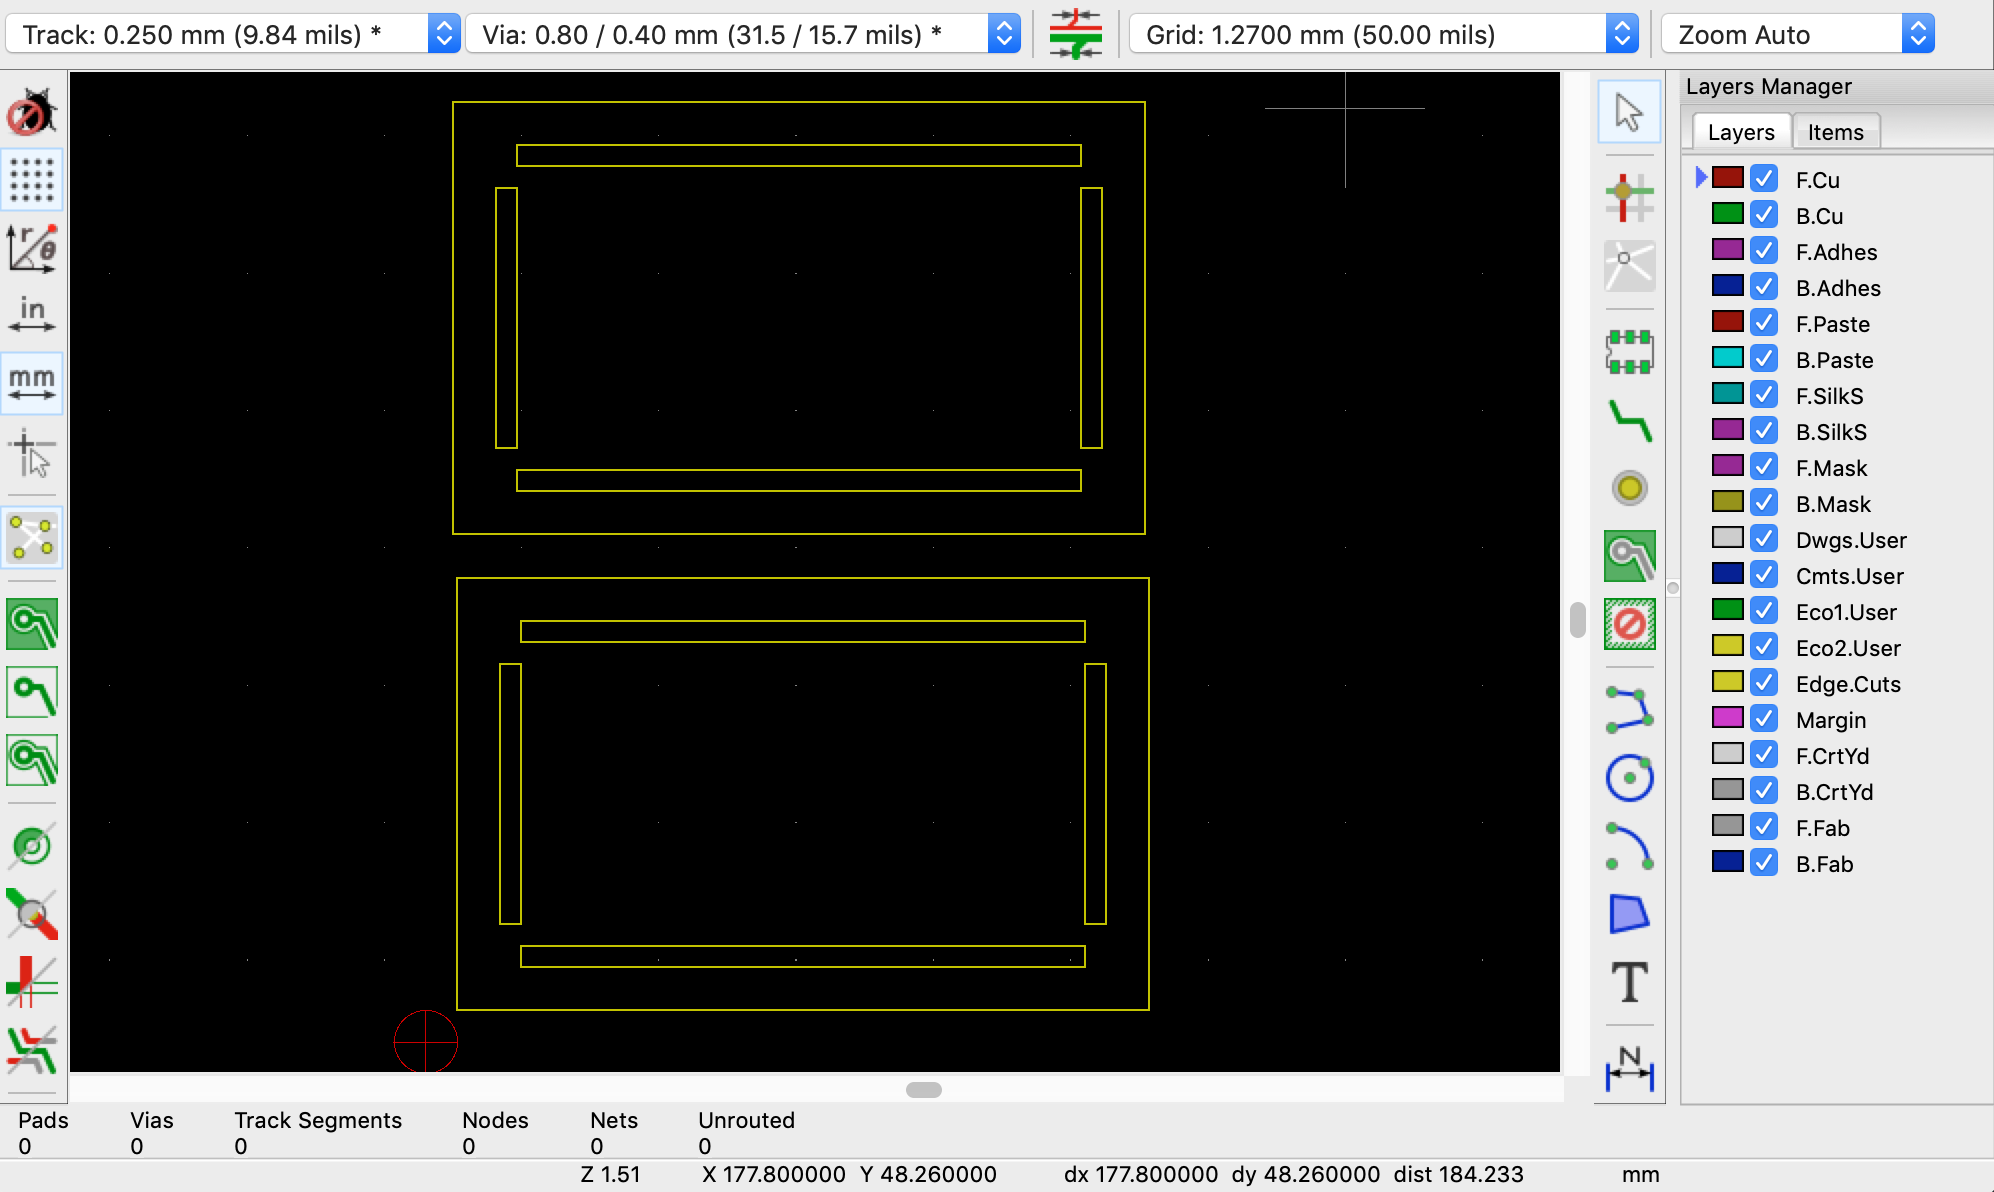 Track: 0.250 mm (9.84 mils) * Via: 0.80 / 0.40 mm (31.5 / 15.7 mils) * Grid: 1.2700 mm (50.00 mils) Zoom Auto
Layers Manager
Layers Items
F.Cu
B.Cu
F.Adhes
B.Adhes
F.Paste
B.Paste
F.SilkS
B.SilkS
F.Mask
B.Mask
Dwgs.User
Cmts.User
Eco1.User
Eco2.User
Edge.Cuts
Margin
F.CrtYd
B.CrtYd
F.Fab
B.Fab
r
θ
in
mm
T
N
Pads Vias Track Segments Nodes Nets Unrouted
0 0 0 0 0 0
Z 1.51 X 177.800000 Y 48.260000 dx 177.800000 dy 48.260000 dist 184.233 mm